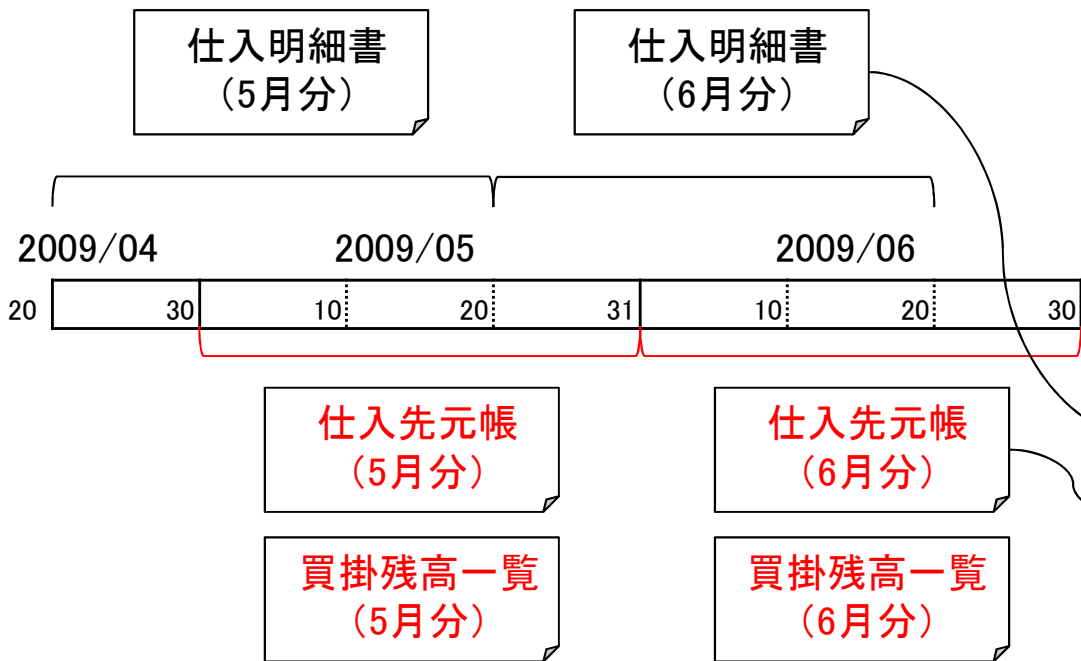 仕入明細書
（5月分）
仕入明細書
（6月分）
2009/04
2009/05
2009/06
20
30
10
20
31
10
20
30
仕入先元帳
（5月分）
仕入先元帳
（6月分）
買掛残高一覧
（5月分）
買掛残高一覧
（6月分）